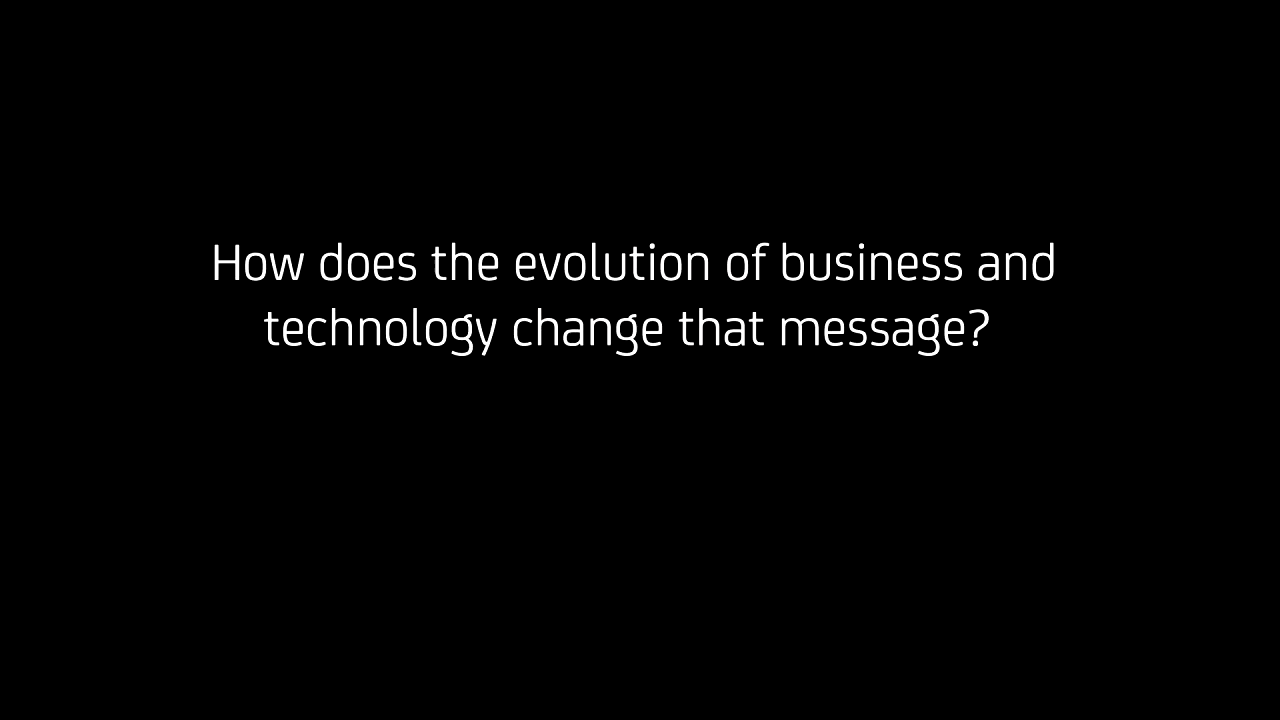 How does the evolution of business and
technology change that message?